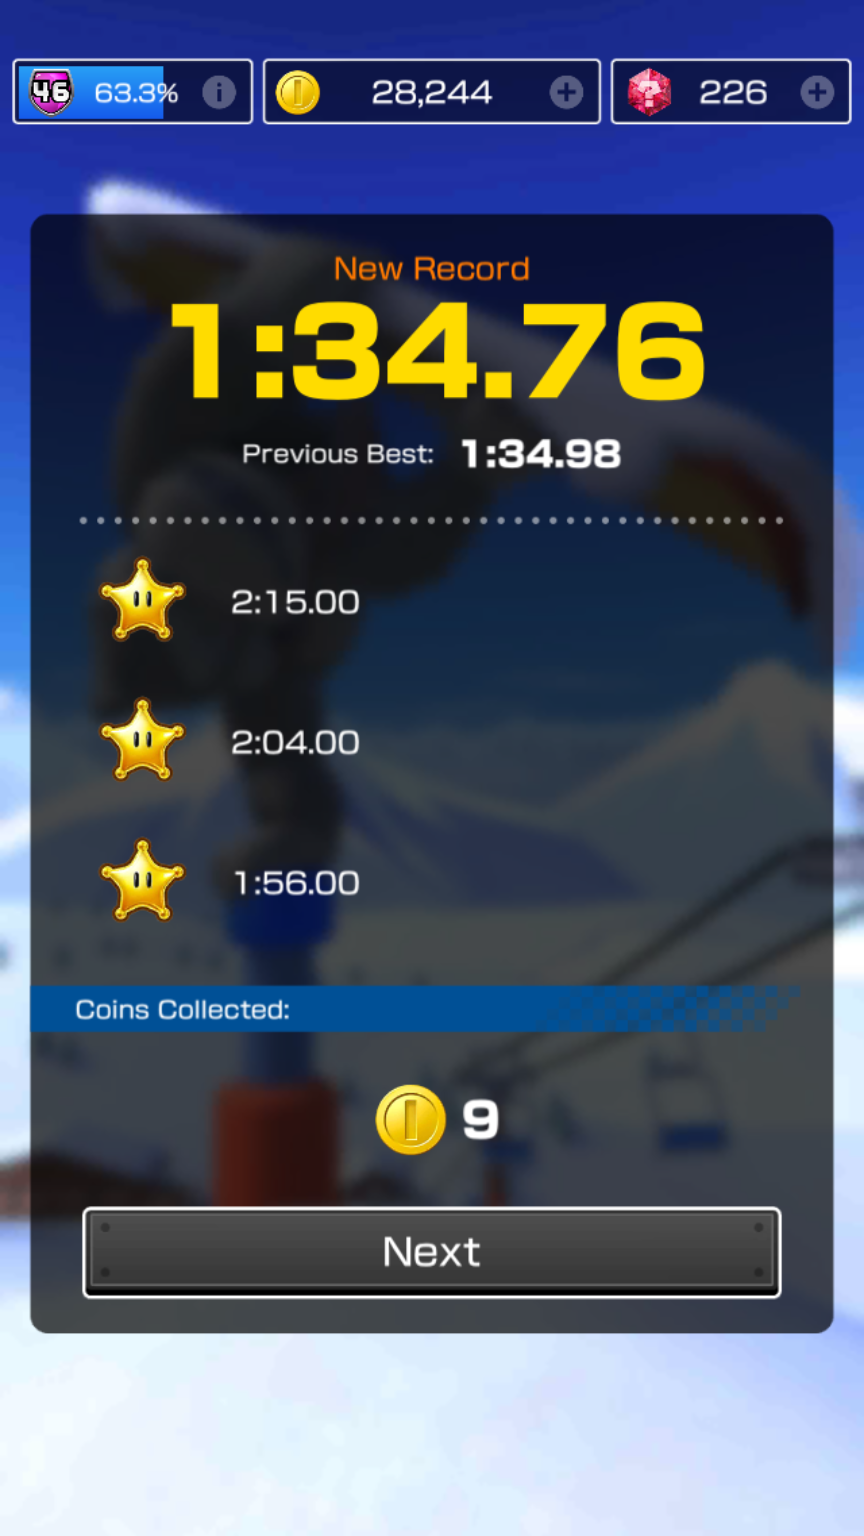 46 63.3% i 28,244 + ? 226 +
New Record
1:34.76
Previous Best: 1:34.98
2:15.00
2:04.00
1:56.00
Coins Collected:
9
Next